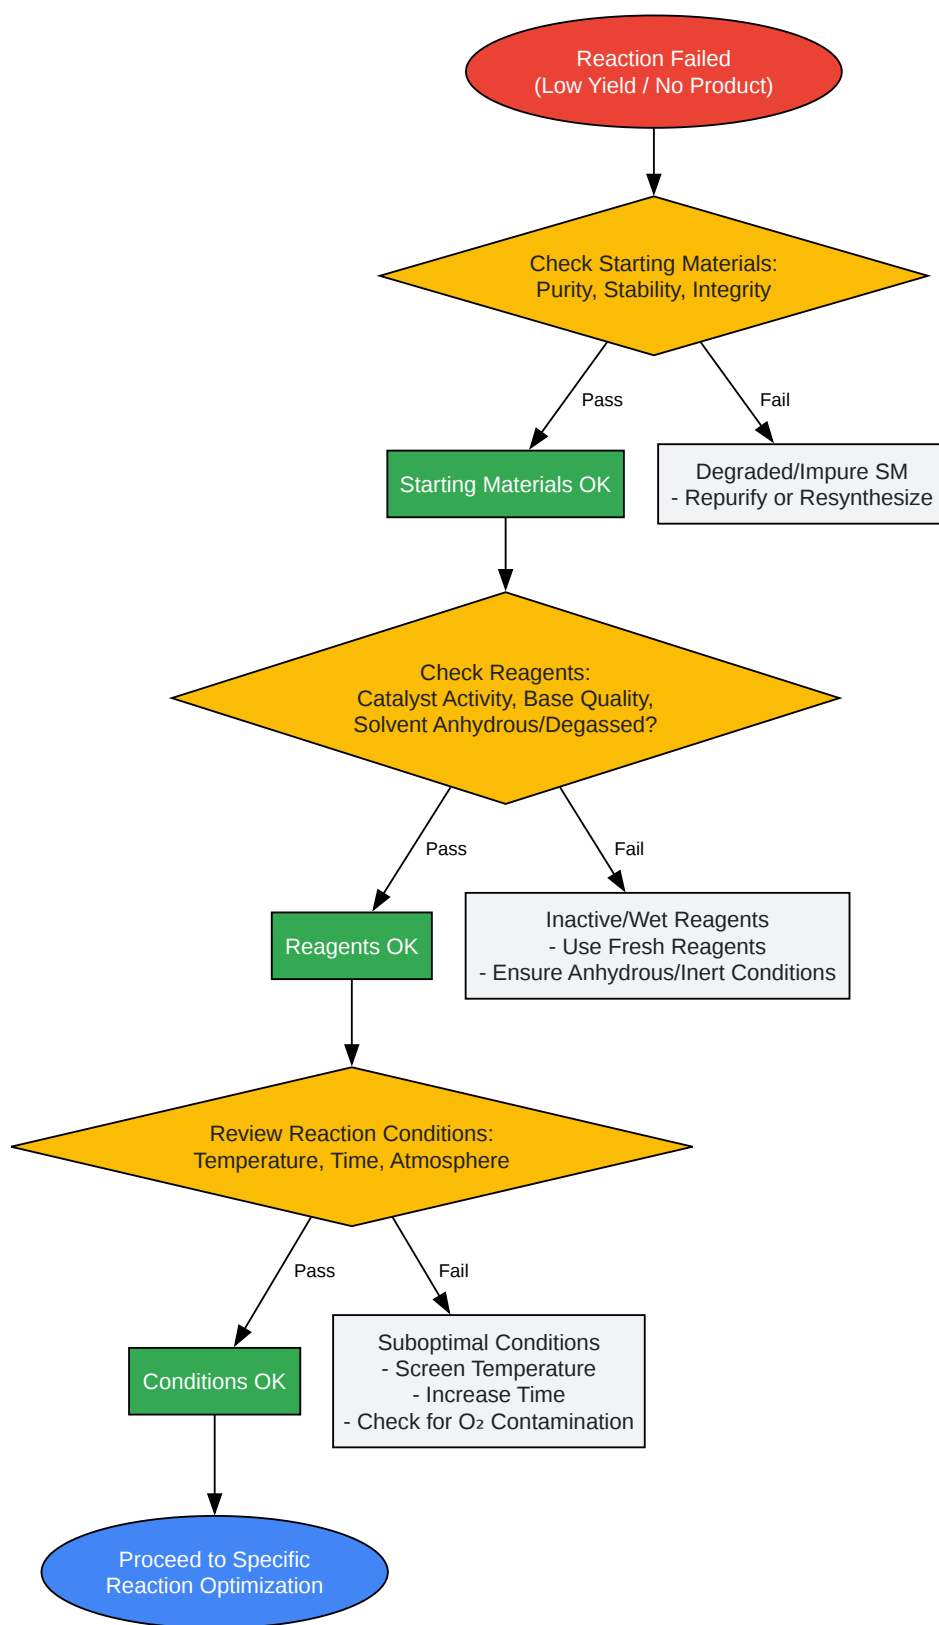 Reaction Failed
(Low Yield / No Product)
Check Starting Materials:
Purity, Stability, Integrity
Pass
Fail
Starting Materials OK
Degraded/Impure SM
- Repurify or Resynthesize
Check Reagents:
Catalyst Activity, Base Quality,
Solvent Anhydrous/Degassed?
Pass
Fail
Reagents OK
Inactive/Wet Reagents
- Use Fresh Reagents
- Ensure Anhydrous/Inert Conditions
Review Reaction Conditions:
Temperature, Time, Atmosphere
Pass
Fail
Conditions OK
Suboptimal Conditions
- Screen Temperature
- Increase Time
- Check for O₂ Contamination
Proceed to Specific
Reaction Optimization